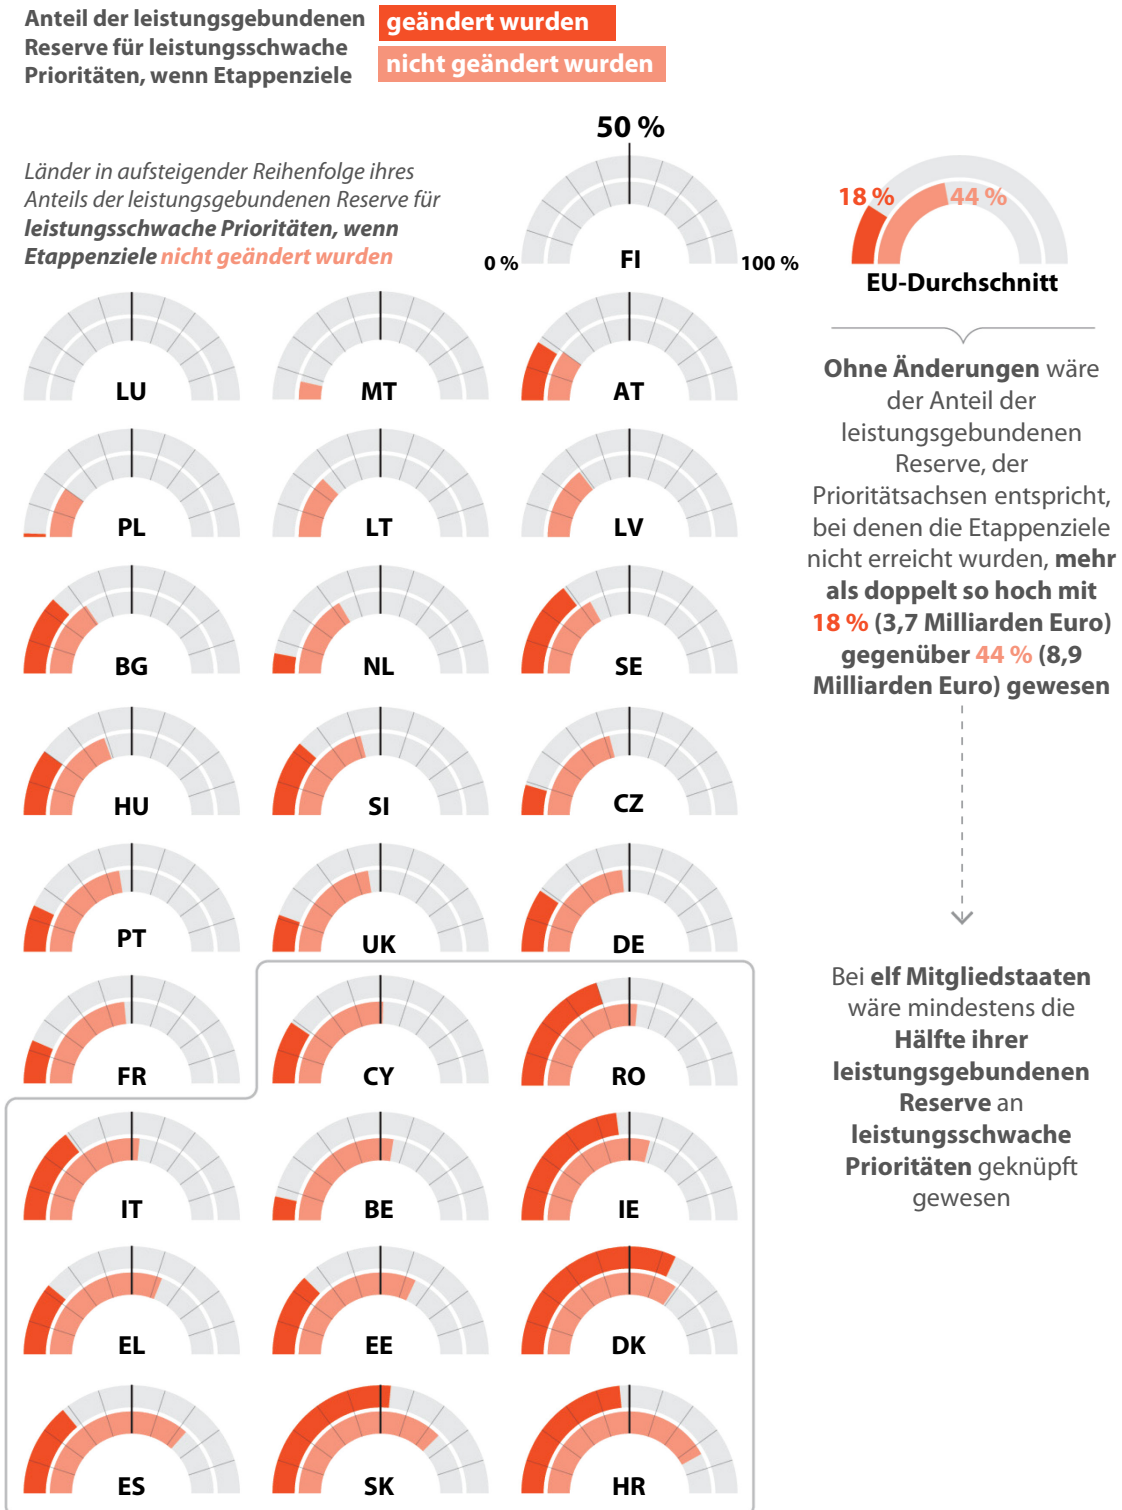 Anteil der leistungsgebundenen
Reserve für leistungsschwache
Prioritäten, wenn Etappenziele
geändert wurden
nicht geändert wurden
Länder in aufsteigender Reihenfolge ihres
Anteils der leistungsgebundenen Reserve für
leistungsschwache Prioritäten, wenn
Etappenziele nicht geändert wurden
50 %
0 %
FI
100 %
18 %
44 %
EU-Durchschnitt
LU
MT
AT
PL
LT
LV
BG
NL
SE
HU
SI
CZ
PT
UK
DE
FR
CY
RO
IT
BE
IE
EL
EE
DK
ES
SK
HR
Ohne Änderungen wäre
der Anteil der
leistungsgebundenen
Reserve, der
Prioritätsachsen entspricht,
bei denen die Etappenziele
nicht erreicht wurden, mehr
als doppelt so hoch mit
18 % (3,7 Milliarden Euro)
gegenüber 44 % (8,9
Milliarden Euro) gewesen
Bei elf Mitgliedstaaten
wäre mindestens die
Hälfte ihrer
leistungsgebundenen
Reserve an
leistungsschwache
Prioritäten geknüpft
gewesen